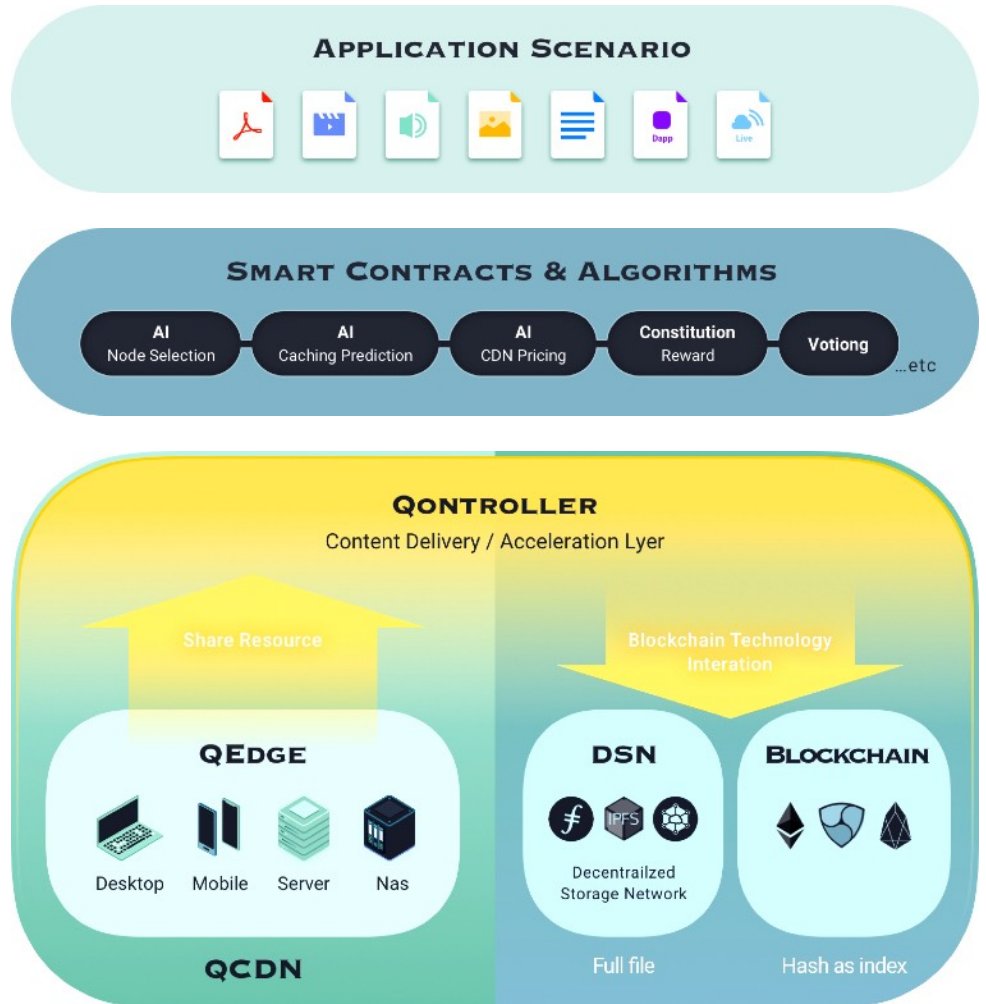 APPLICATION SCENARIO
Dapp
Live
SMART CONTRACTS & ALGORITHMS
AI
Node Selection
AI
Caching Prediction
AI
CDN Pricing
Constitution
Reward
Votiong
...etc
QONTROLLER
Content Delivery / Acceleration Lyer
Share Resource
Blockchain Technology
Interation
QEDGE
Desktop
Mobile
Server
Nas
QCDN
DSN
IPFS
Decentrailzed
Storage Network
Full file
BLOCKCHAIN
Hash as index